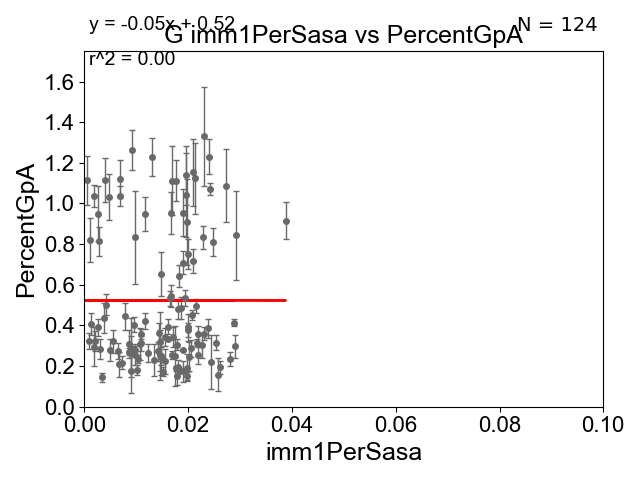 y = -0.05x + 0.52
N = 124
G imm1PerSasa vs PercentGpA
r^2 = 0.00
PercentGpA
1.6
1.4
1.2
1.0
0.8
0.6
0.4
0.2
0.0
0.00 0.02 0.04 0.06 0.08 0.10
imm1PerSasa